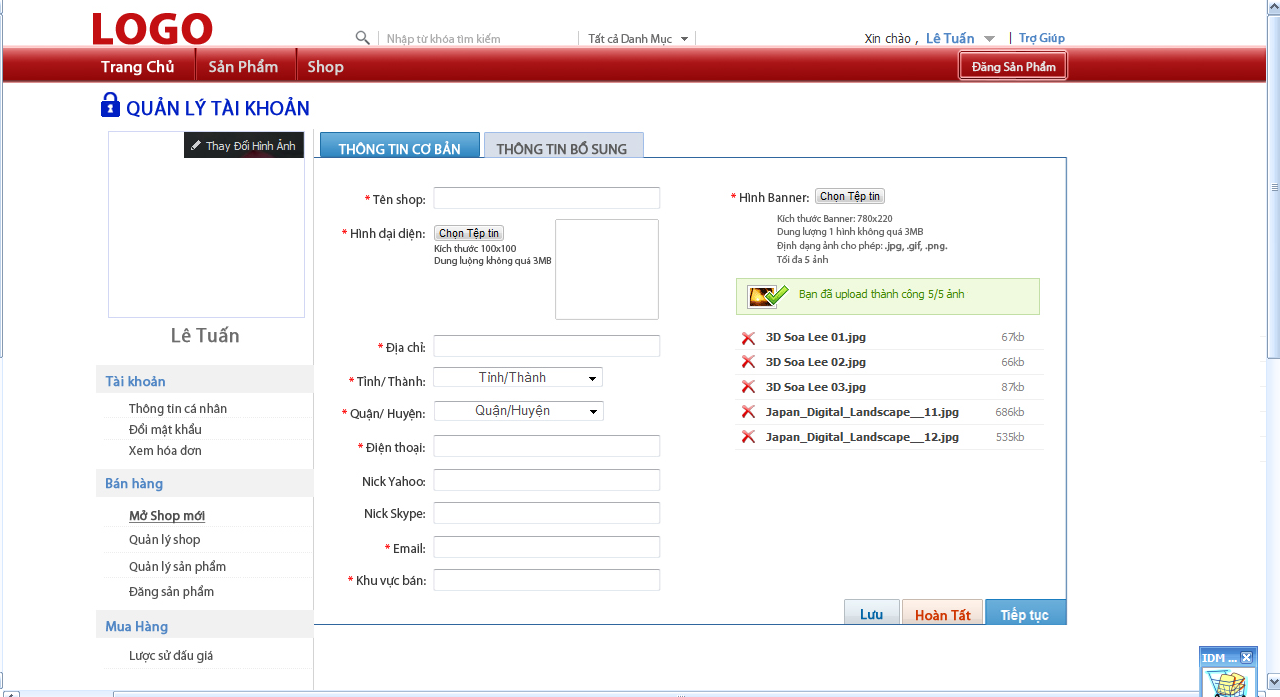 LOGO
Nhập từ khóa tìm kiếm
Tất cả Danh Mục
Xin chào , Lê Tuấn | Trợ Giúp
Trang Chủ Sản Phẩm Shop
Đăng Sản Phẩm
QUẢN LÝ TÀI KHOẢN
Thay Đổi Hình Ảnh
Lê Tuấn
Tài khoản
Thông tin cá nhân
Đổi mật khẩu
Xem hóa đơn
Bán hàng
Mở Shop mới
Quản lý shop
Quản lý sản phẩm
Đăng sản phẩm
Mua Hàng
Lược sử đấu giá
THÔNG TIN CƠ BẢN THÔNG TIN BỔ SUNG
* Tên shop:
* Hình đại diện: Chọn Tệp tin
Kích thước 100x100
Dung luộng không quá 3MB
* Địa chỉ:
* Tỉnh/ Thành: Tỉnh/Thành
* Quận/ Huyện: Quận/Huyện
* Điện thoại:
Nick Yahoo:
Nick Skype:
* Email:
* Khu vực bán:
* Hình Banner: Chọn Tệp tin
Kích thước Banner: 780x220
Dung lượng 1 hình không quá 3MB
Định dạng ảnh cho phép: .jpg, .gif, .png.
Tối đa 5 ảnh
Bạn đã upload thành công 5/5 ảnh
3D Soa Lee 01.jpg 67kb
3D Soa Lee 02.jpg 66kb
3D Soa Lee 03.jpg 87kb
Japan_Digital_Landscape__11.jpg 686kb
Japan_Digital_Landscape__12.jpg 535kb
Lưu Hoàn Tất Tiếp tục
IDM ...